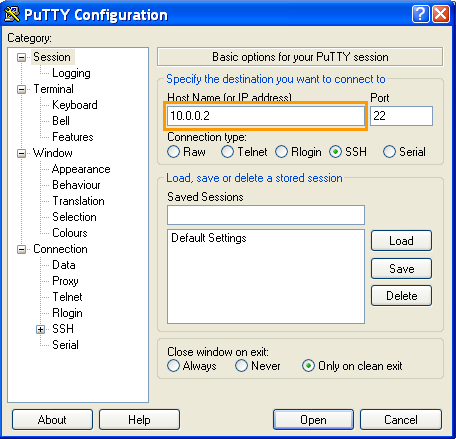 PuTTY Configuration
Category:
Session
Logging
Terminal
Keyboard
Bell
Features
Window
Appearance
Behaviour
Translation
Selection
Colours
Connection
Data
Proxy
Telnet
Rlogin
SSH
Serial
Basic options for your PuTTY session
Specify the destination you want to connect to
Host Name (or IP address) Port
10.0.0.2 22
Connection type:
Raw Telnet Rlogin SSH Serial
Load, save or delete a stored session
Saved Sessions
Default Settings
Load
Save
Delete
Close window on exit:
Always Never Only on clean exit
About Help Open Cancel